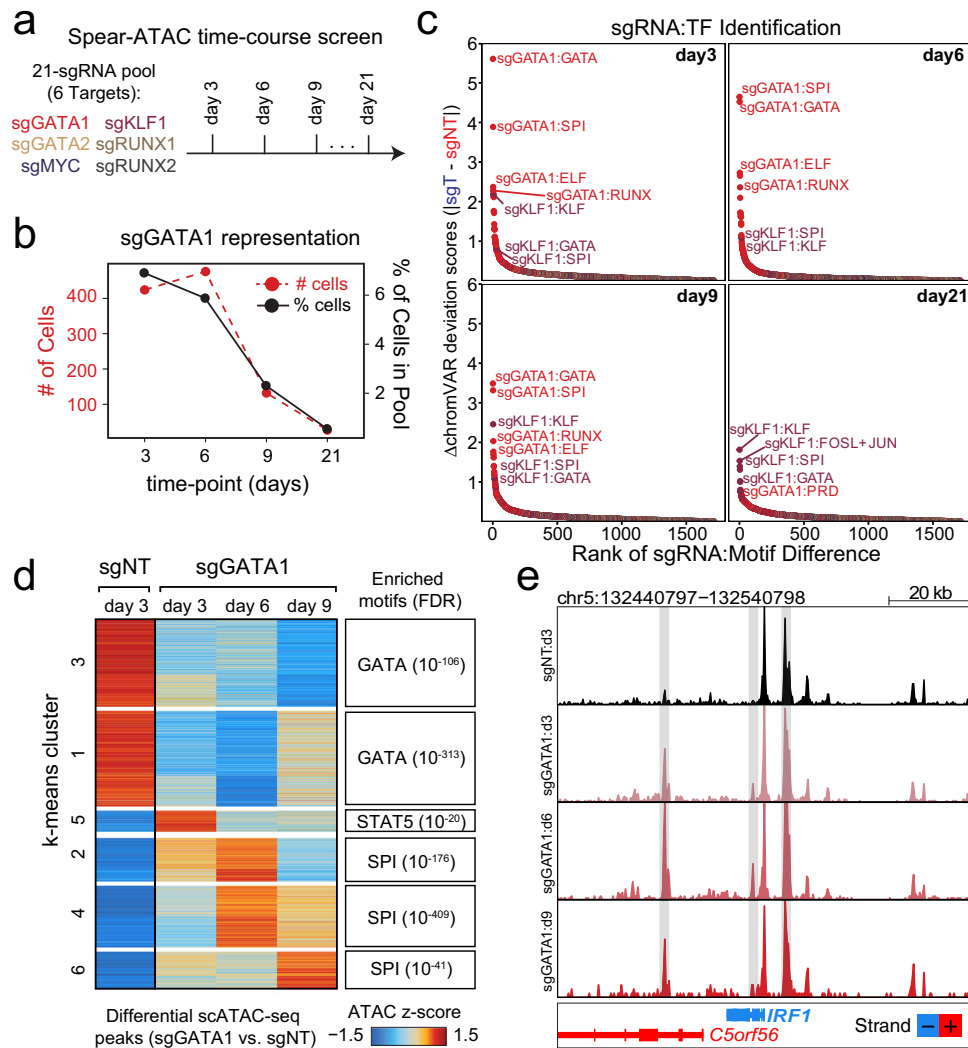 a
Spear-ATAC time-course screen
21-sgRNA pool
(6 Targets):
sgGATA1 sgKLF1
sgGATA2 sgRUNX1
sgMYC sgRUNX2
day 3
day 6
day 9
. . .
day 21
b
sgGATA1 representation
# of Cells
400
300
200
100
# cells
% cells
% of Cells in Pool
6
4
2
3 6 9 21
time-point (days)
c
sgRNA:TF Identification
ΔchromVAR deviation scores (|sgT - sgNT|)
6
5
4
3
2
1
day3
sgGATA1:GATA
sgGATA1:SPI
sgGATA1:ELF
sgGATA1:RUNX
sgKLF1:KLF
sgKLF1:GATA
sgKLF1:SPI
day6
sgGATA1:SPI
sgGATA1:GATA
sgGATA1:ELF
sgGATA1:RUNX
sgKLF1:SPI
sgKLF1:KLF
6
5
4
3
2
1
day9
sgGATA1:GATA
sgGATA1:SPI
sgKLF1:KLF
sgGATA1:RUNX
sgGATA1:ELF
sgKLF1:SPI
sgKLF1:GATA
day21
sgKLF1:KLF
sgKLF1:FOSL+JUN
sgKLF1:SPI
sgKLF1:GATA
sgGATA1:PRD
0 500 1000 1500 0 500 1000 1500
Rank of sgRNA:Motif Difference
d
sgNT sgGATA1
day 3 day 3 day 6 day 9
Enriched
motifs (FDR)
k-means cluster
3
GATA (10-106)
1
GATA (10-313)
5
STAT5 (10-20)
2
SPI (10-176)
4
SPI (10-409)
6
SPI (10-41)
Differential scATAC-seq
peaks (sgGATA1 vs. sgNT)
ATAC z-score
−1.5 1.5
e
chr5:132440797−132540798
20 kb
sgNT:d3
sgGATA1:d3
sgGATA1:d6
sgGATA1:d9
IRF1
C5orf56
Strand − +